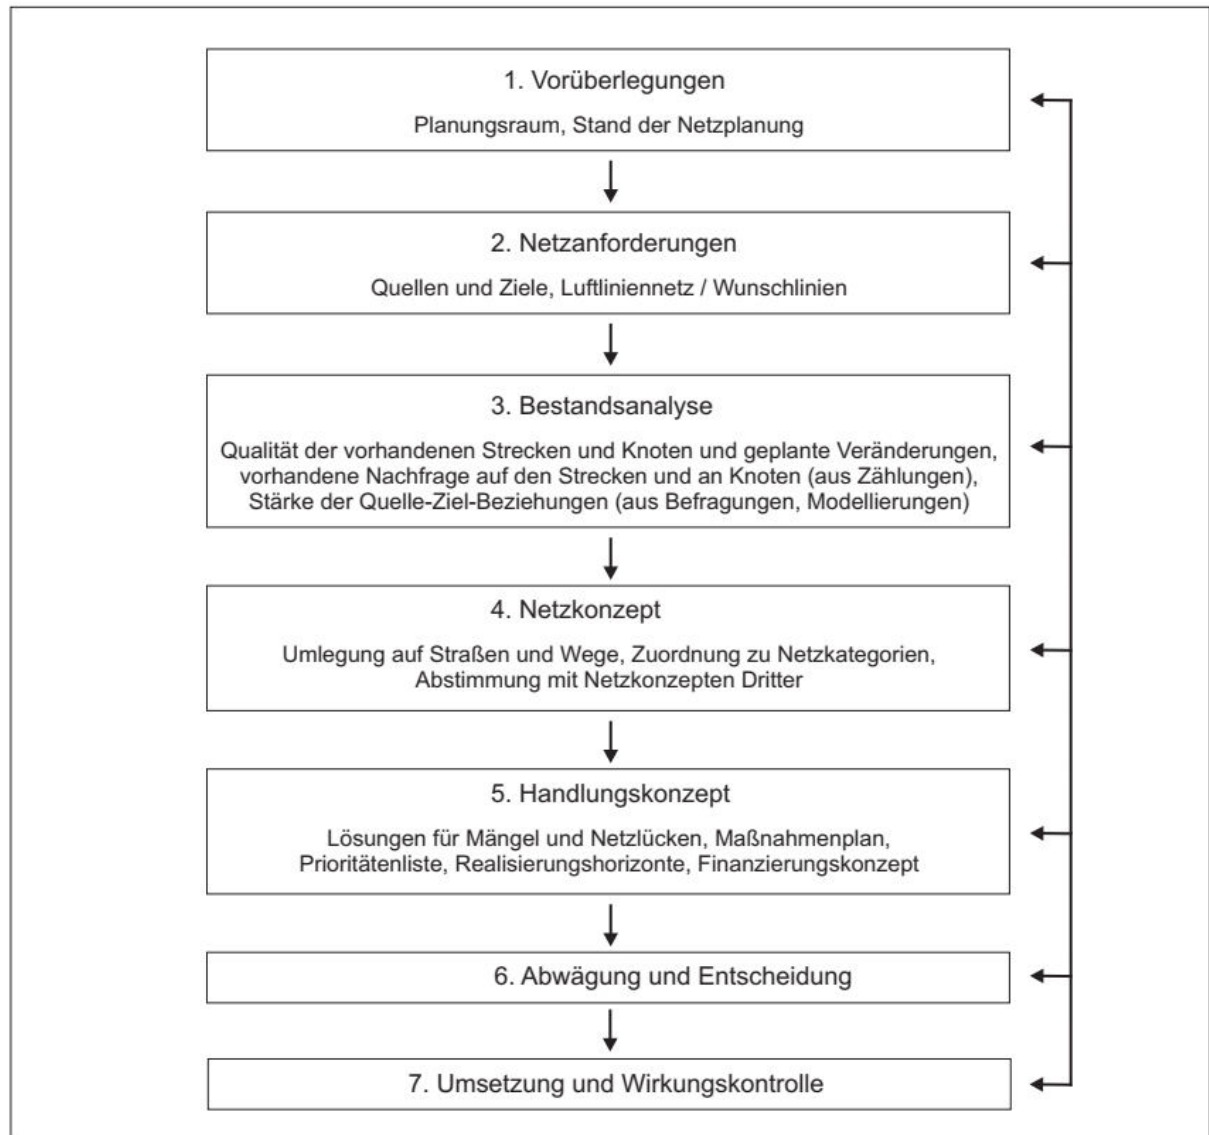 1. Vorüberlegungen
Planungsraum, Stand der Netzplanung
2. Netzanforderungen
Quellen und Ziele, Luftliniennetz / Wunschlinien
3. Bestandsanalyse
Qualität der vorhandenen Strecken und Knoten und geplante Veränderungen,
vorhandene Nachfrage auf den Strecken und an Knoten (aus Zählungen),
Stärke der Quelle-Ziel-Beziehungen (aus Befragungen, Modellierungen)
4. Netzkonzept
Umlegung auf Straßen und Wege, Zuordnung zu Netzkategorien,
Abstimmung mit Netzkonzepten Dritter
5. Handlungskonzept
Lösungen für Mängel und Netzlücken, Maßnahmenplan,
Prioritätenliste, Realisierungshorizonte, Finanzierungskonzept
6. Abwägung und Entscheidung
7. Umsetzung und Wirkungskontrolle